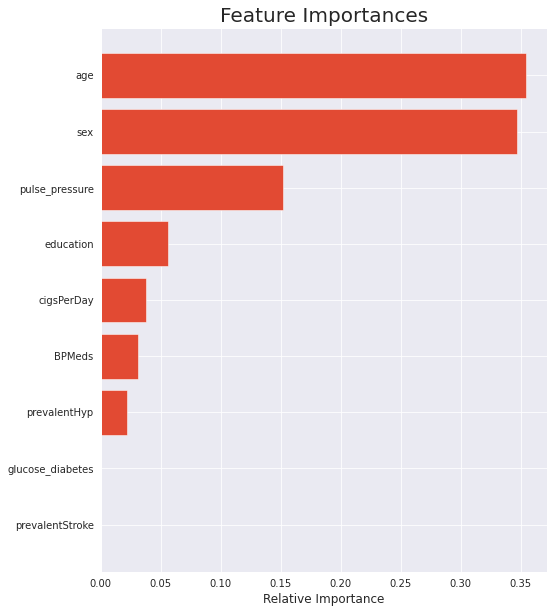 Feature Importances
age
sex
pulse_pressure
education
cigsPerDay
BPMeds
prevalentHyp
glucose_diabetes
prevalentStroke
0.00 0.05 0.10 0.15 0.20 0.25 0.30 0.35
Relative Importance